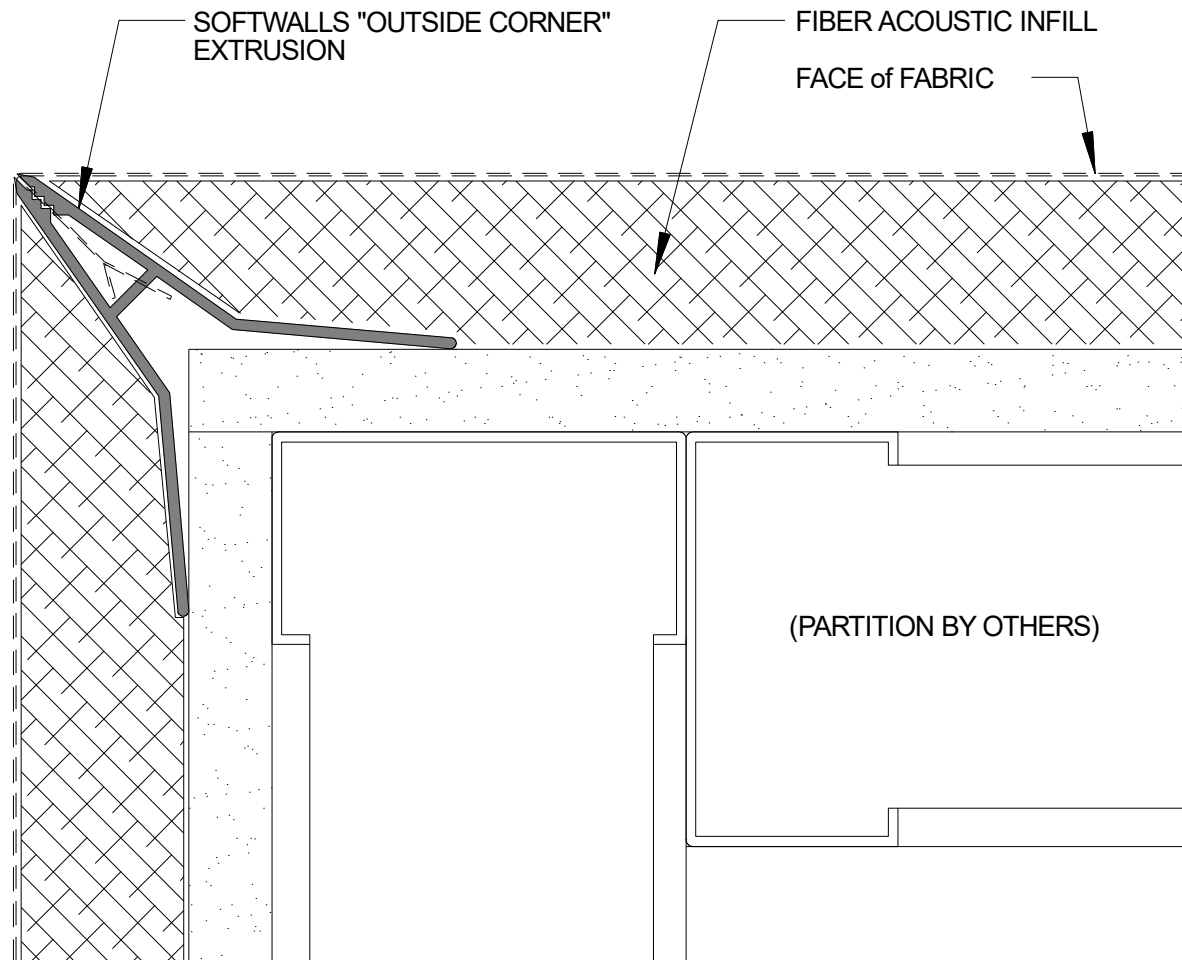 SOFTWALLS "OUTSIDE CORNER"
EXTRUSION
FIBER ACOUSTIC INFILL
FACE of FABRIC
(PARTITION BY OTHERS)